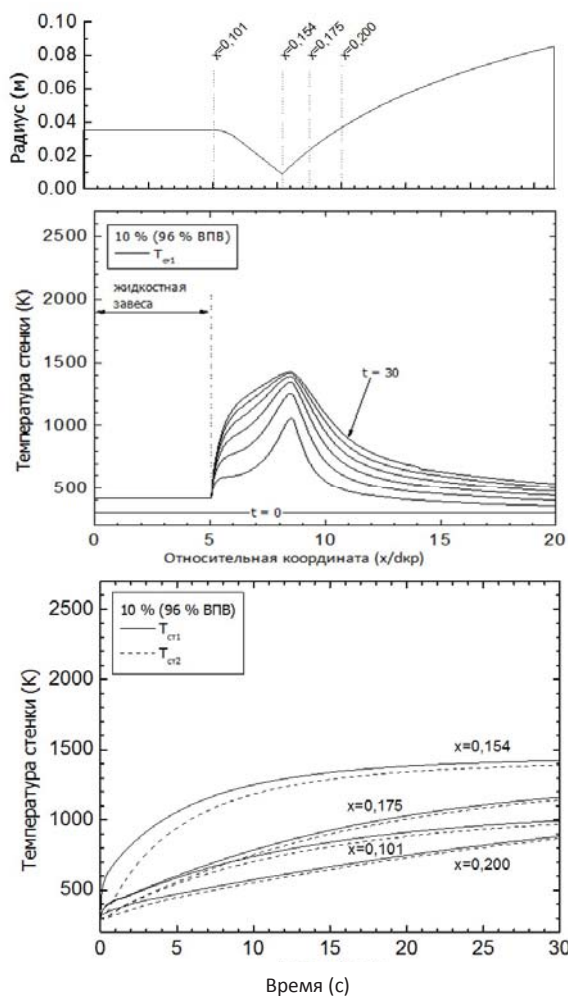 0.10
0.08
0.06
0.04
0.02
0.00
Радиус (м)
x=0,101
x=0,154
x=0,175
x=0,200
2500
2000
1500
1000
500
Температура стенки (К)
10 % (96 % ВПВ)
Tст1
жидкостная
завеса
t = 30
t = 0
0 5 10 15 20
Относительная координата (x/dкр)
2500
2000
1500
1000
500
Температура стенки (К)
10 % (96 % ВПВ)
Tст1
Tст2
x=0,154
x=0,175
x=0,101
x=0,200
0 5 10 15 20 25 30
Время (с)